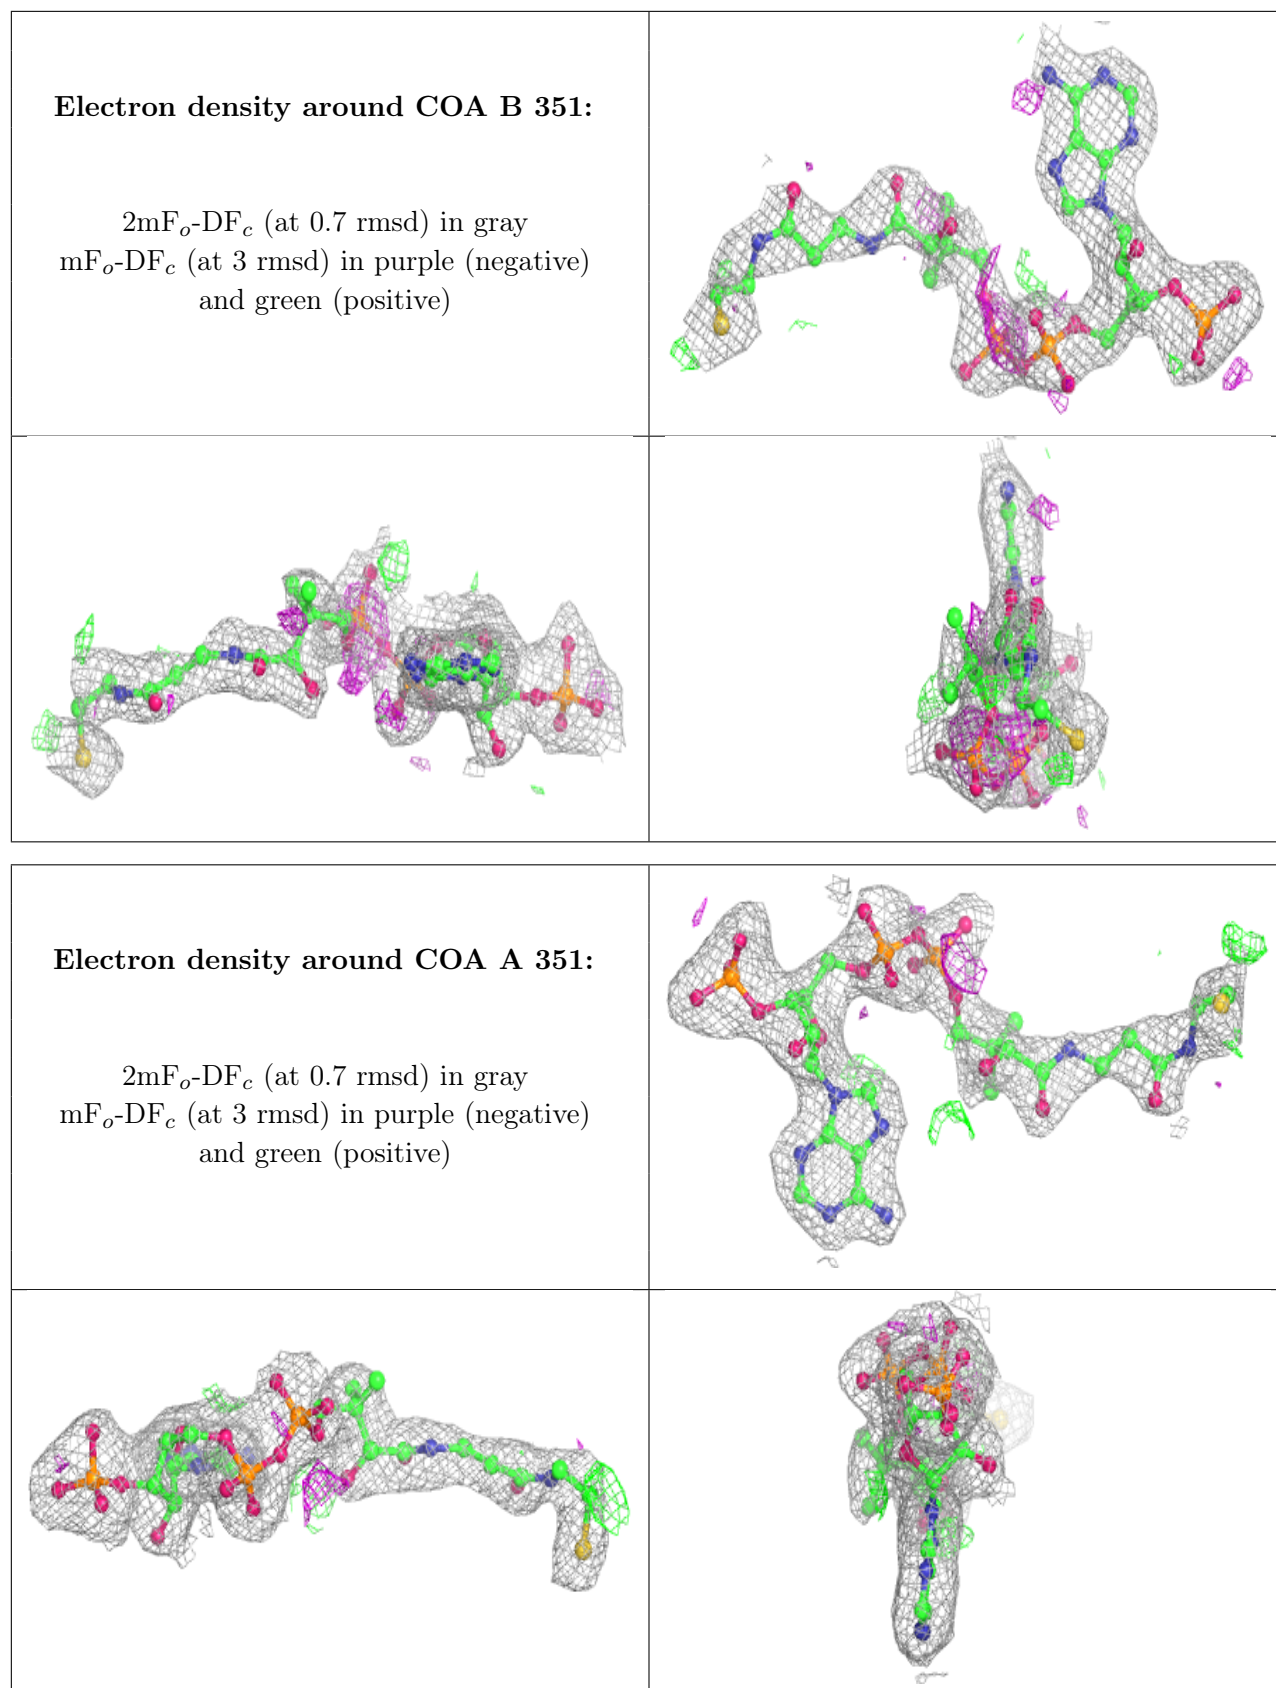 Electron density around COA B 351:
2mFo-DFc (at 0.7 rmsd) in gray
mFo-DFc (at 3 rmsd) in purple (negative)
and green (positive)
Electron density around COA A 351:
2mFo-DFc (at 0.7 rmsd) in gray
mFo-DFc (at 3 rmsd) in purple (negative)
and green (positive)